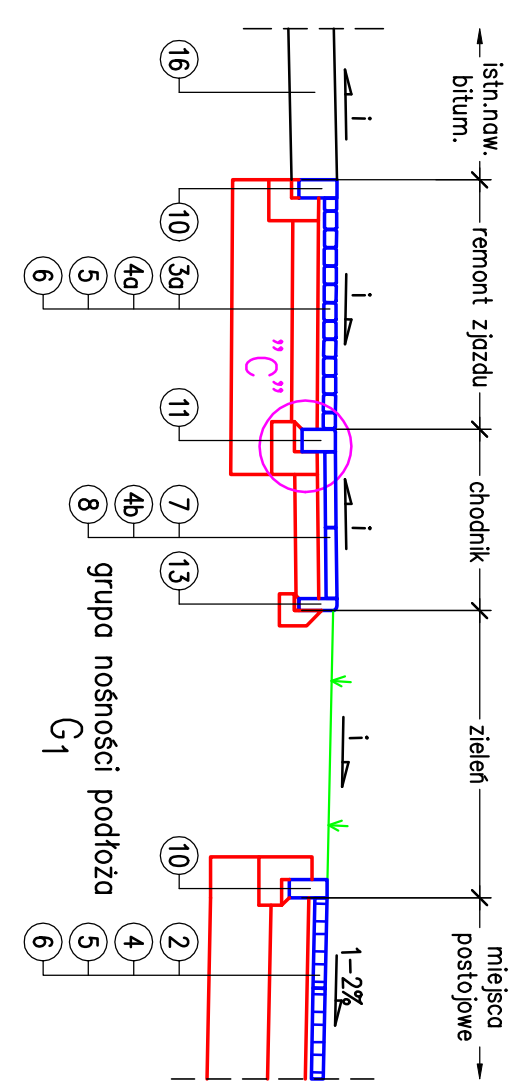 istn.naw.
bitum.
remont zjazdu
chodnik
zieleń
miejsca
postojowe
i
i
i
i
1-2%
"C"
16
10
3a
4a
5
6
11
7
4b
8
13
10
2
4
5
6
grupa nośności podłoża
G1